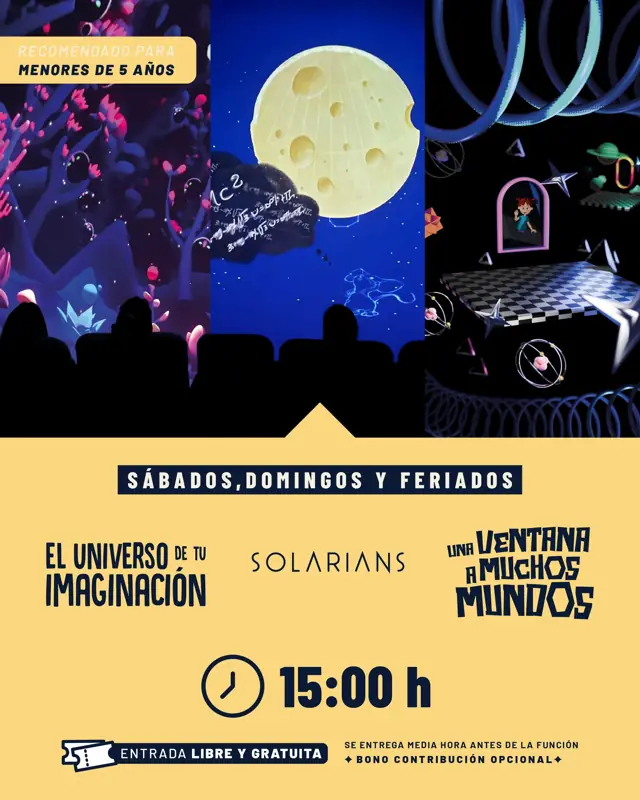 RECOMENDADO PARA
MENORES DE 5 AÑOS
MC2
SÁBADOS,DOMINGOS Y FERIADOS
EL UNIVERSO DE TU
IMAGINACIÓN
SOLARIANS
UNA VENTANA
A MUCHOS
MUNDOS
15:00 h
ENTRADA LIBRE Y GRATUITA
SE ENTREGA MEDIA HORA ANTES DE LA FUNCIÓN
✦BONO CONTRIBUCIÓN OPCIONAL✦